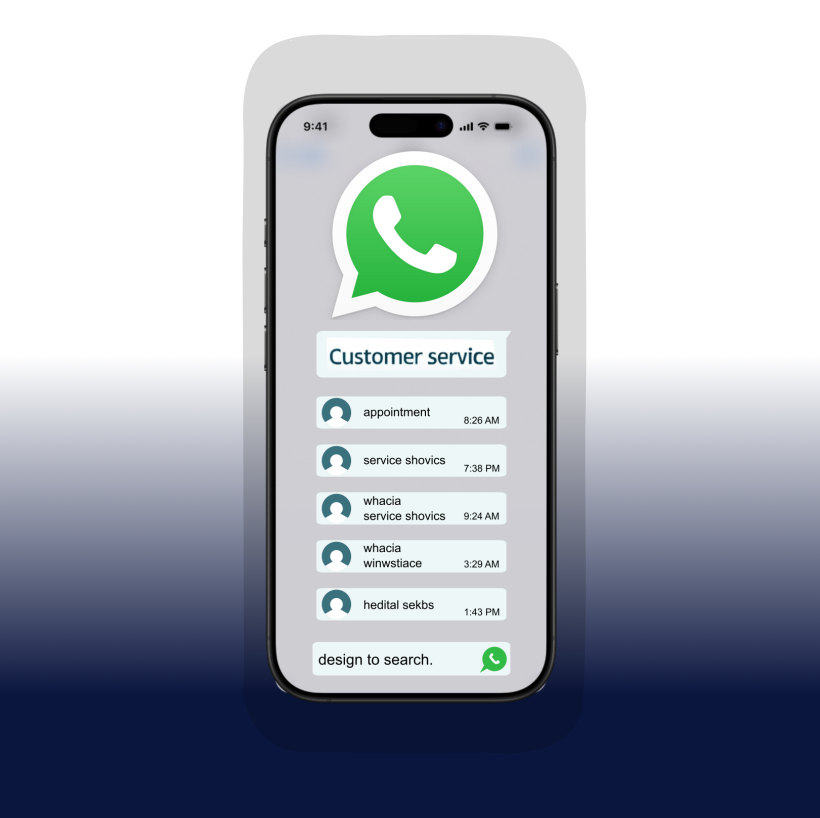 9:41
Customer service
appointment
8:26 AM
service shovics
7:38 PM
whacia
service shovics
9:24 AM
whacia
winwstiace
3:29 AM
hedital sekbs
1:43 PM
design to search.